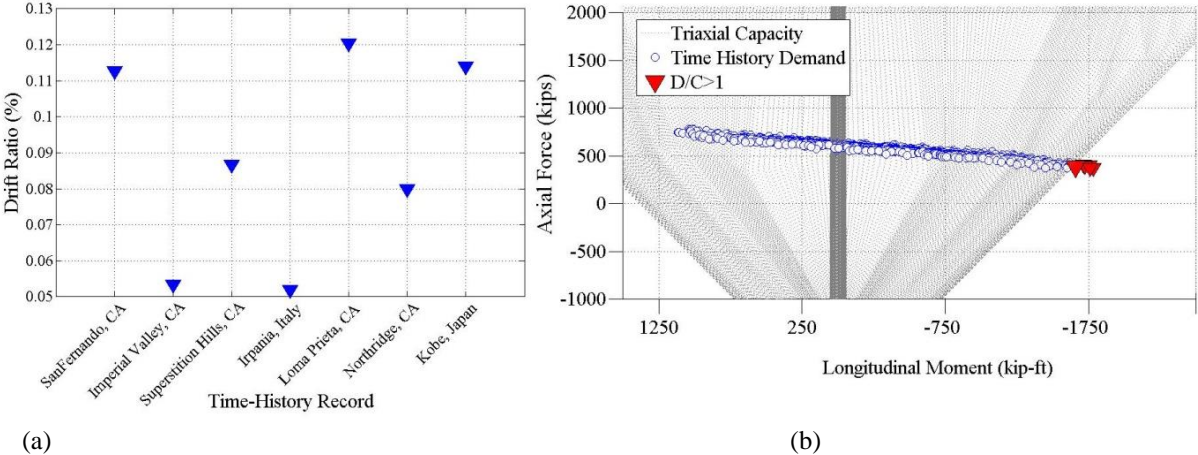 0.13
0.12
0.11
0.1
0.09
0.08
0.07
0.06
0.05
Drift Ratio (%)
SanFernando, CA
Imperial Valley, CA
Superstition Hills, CA
Irpania, Italy
Loma Prieta, CA
Northridge, CA
Kobe, Japan
Time-History Record
(a)
2000
1500
1000
500
0
-500
-1000
Axial Force (kips)
Triaxial Capacity
Time History Demand
D/C>1
1250 250 -750 -1750
Longitudinal Moment (kip-ft)
(b)